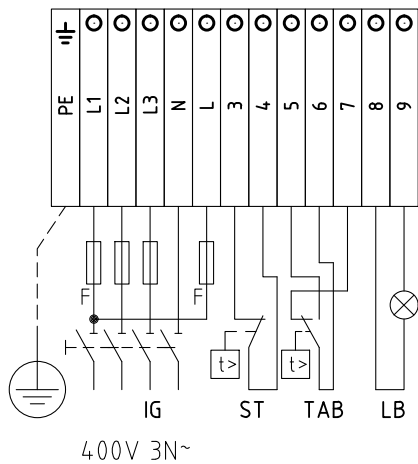 PE L1 L2 L3 N L 3 4 5 6 7 8 9
F F
t> t>
IG ST TAB LB
400V 3N~